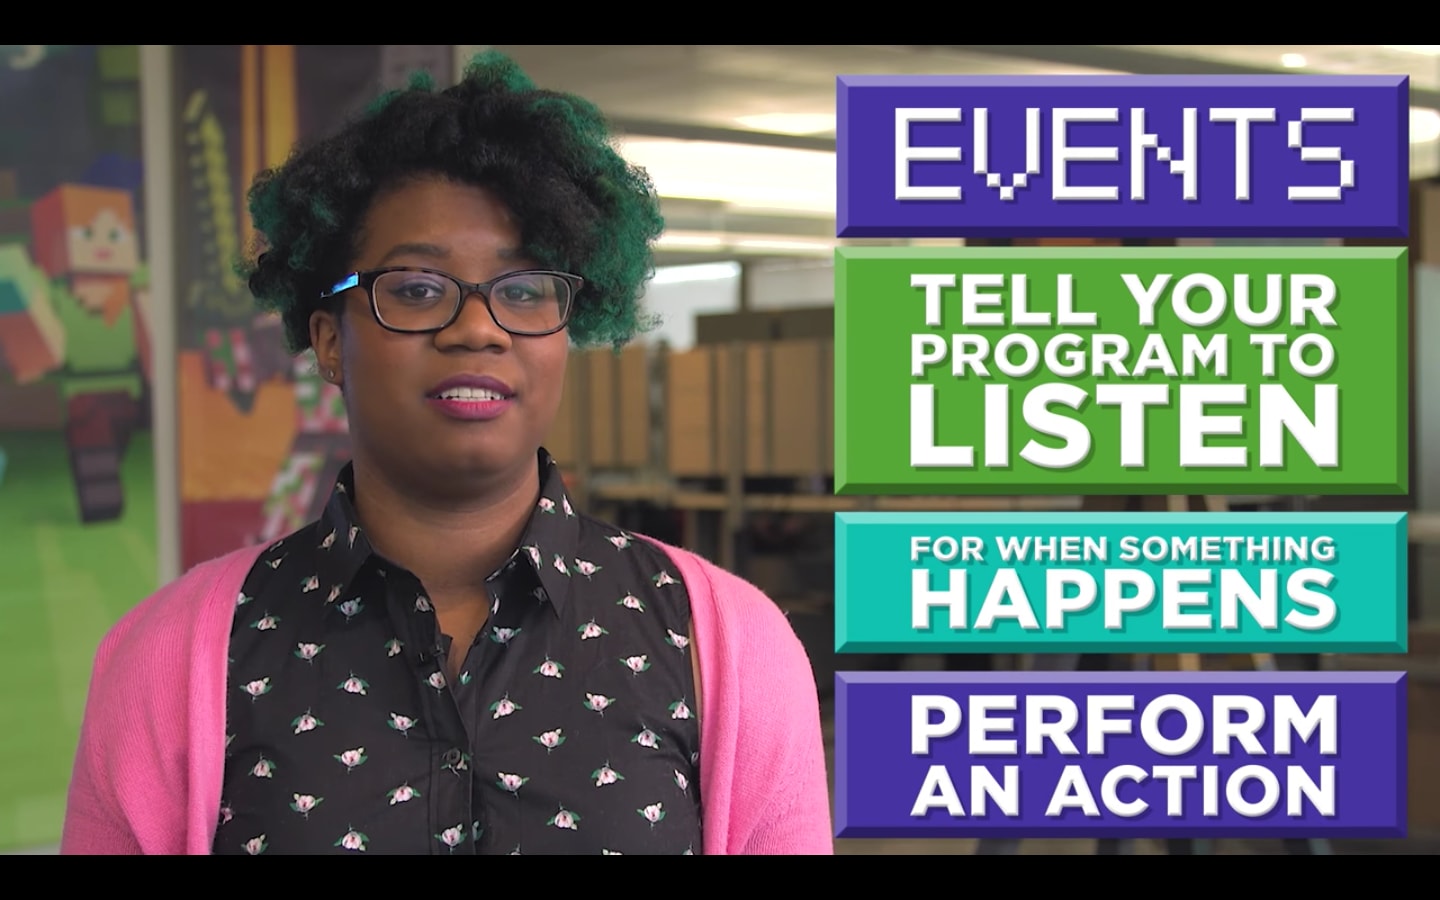 EVENTS
TELL YOUR
PROGRAM TO
LISTEN
FOR WHEN SOMETHING
HAPPENS
PERFORM
AN ACTION